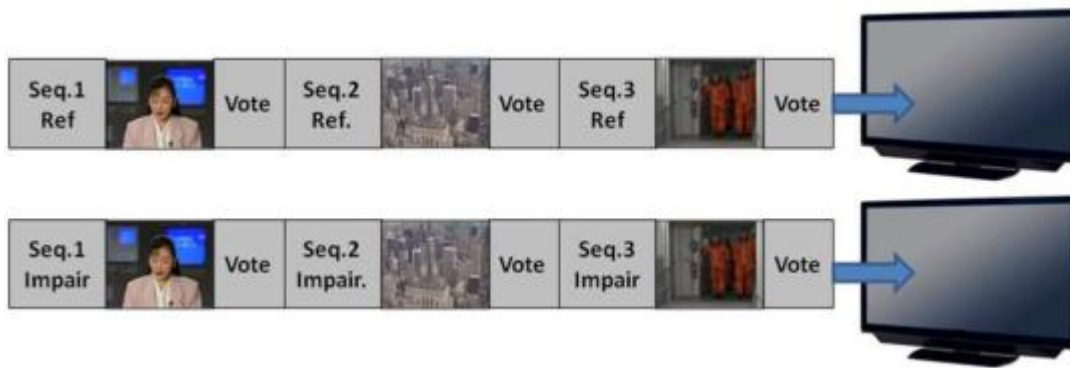 Seq.1
Ref
Vote
Seq.2
Ref.
Vote
Seq.3
Ref
Vote
Seq.1
Impair
Vote
Seq.2
Impair.
Vote
Seq.3
Impair
Vote